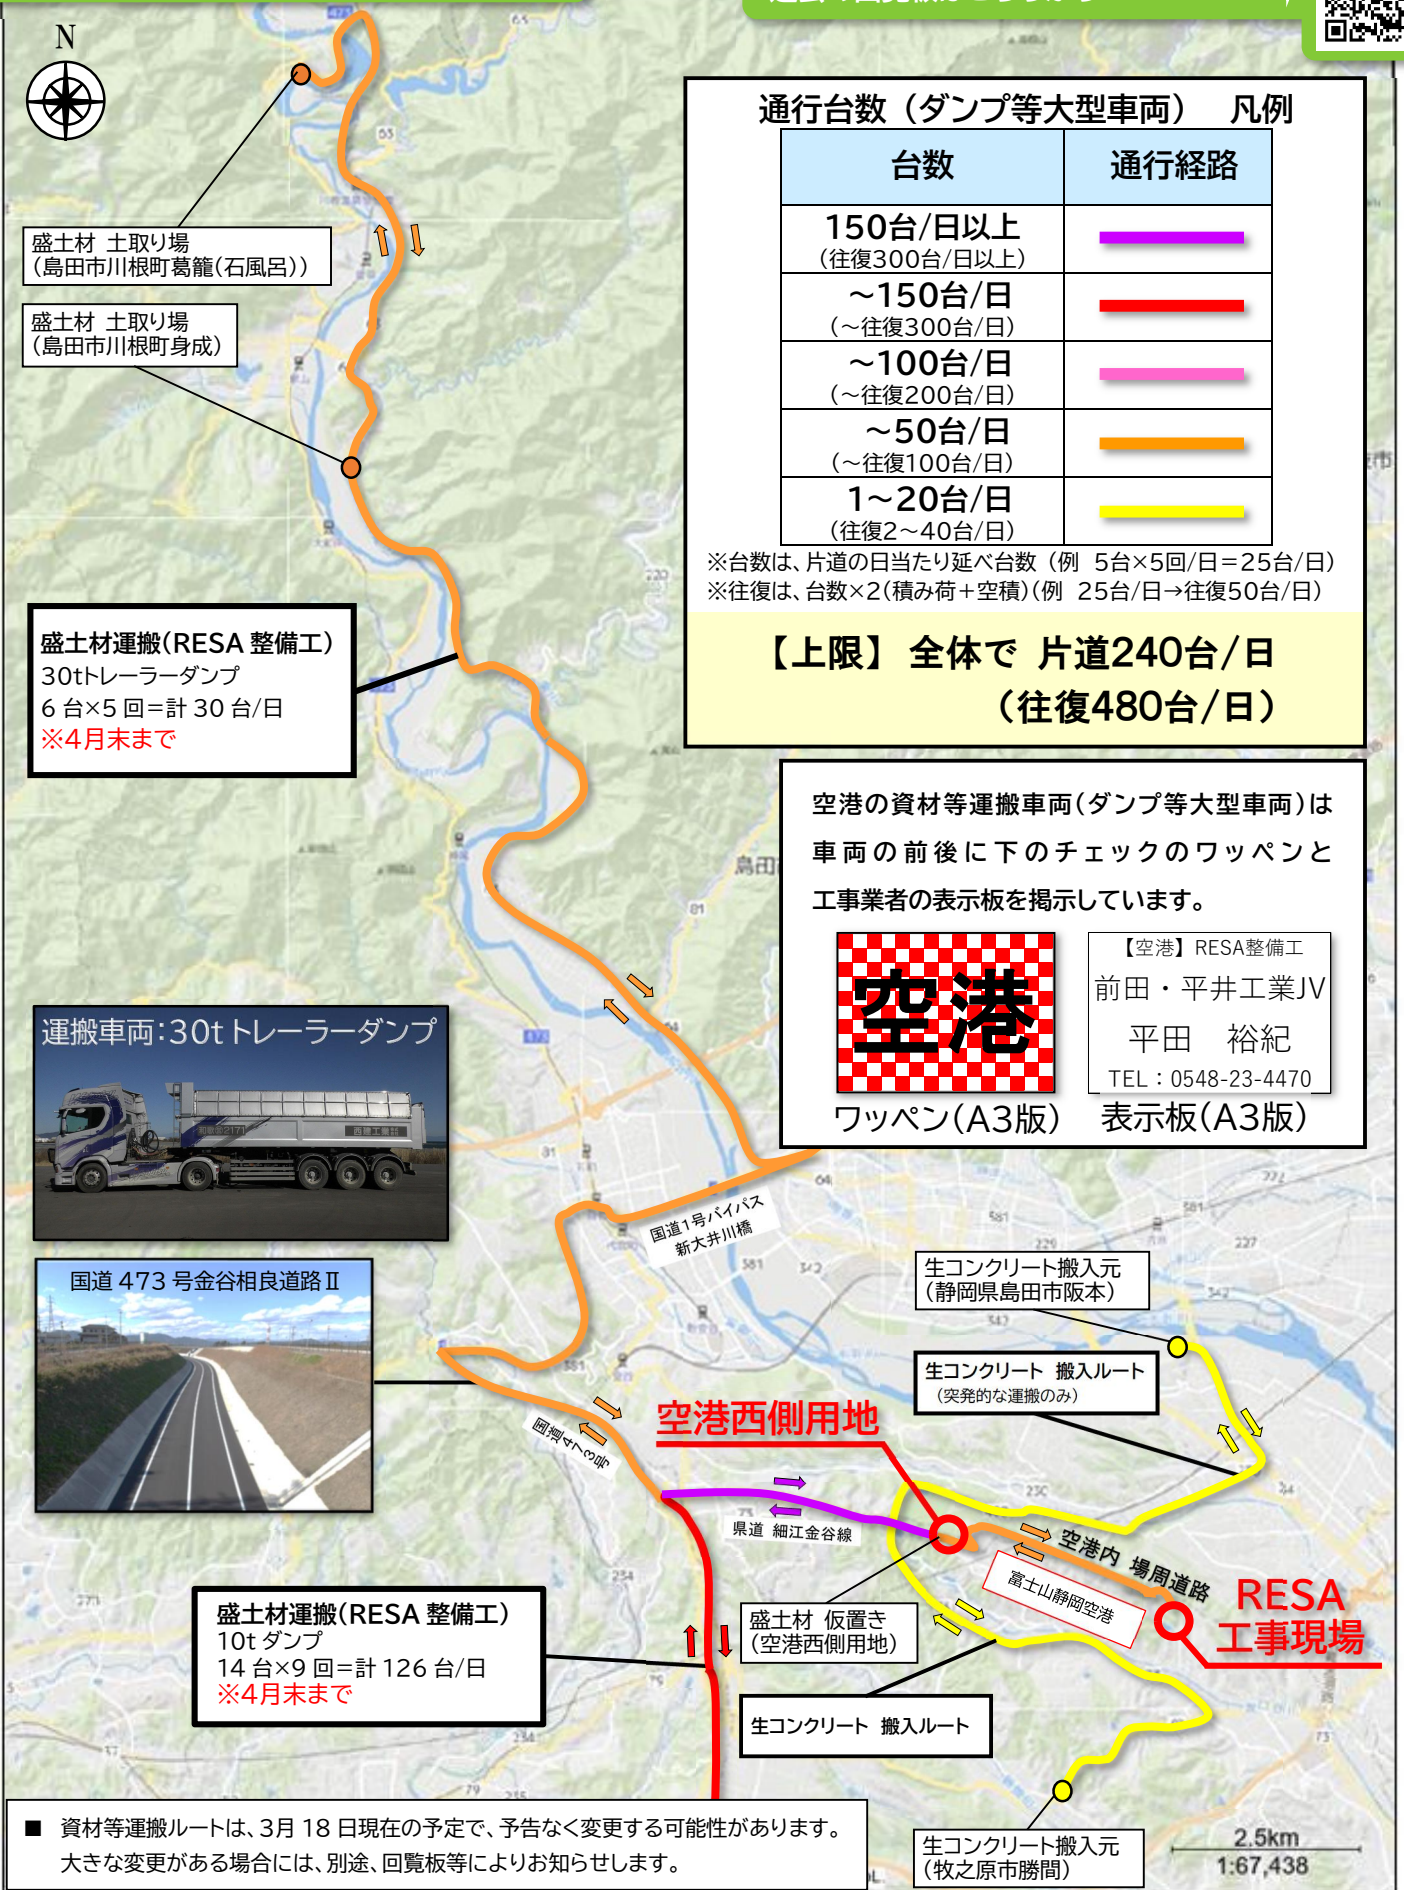 N
通行台数（ダンプ等大型車両）　凡例
台数　通行経路
150台/日以上
（往復300台/日以上）
～150台/日
（～往復300台/日）
～100台/日
（～往復200台/日）
～50台/日
（～往復100台/日）
1～20台/日
（往復2～40台/日）
※台数は、片道の日当たり延べ台数（例　5台×5回/日＝25台/日）
※往復は、台数×2（積み荷＋空積）（例　25台/日→往復50台/日）
【上限】 全体で 片道240台/日
（往復480台/日）
盛土材 土取り場
（島田市川根町葛籠（石風呂））
盛土材 土取り場
（島田市川根町身成）
盛土材運搬（RESA 整備工）
30tトレーラーダンプ
6 台×5 回＝計 30 台/日
※4月末まで
空港の資材等運搬車両（ダンプ等大型車両）は
車両の前後に下のチェックのワッペンと
工事業者の表示板を掲示しています。
空港
ワッペン（A3版）
【空港】RESA整備工
前田・平井工業JV
平田　裕紀
TEL：0548-23-4470
表示板（A3版）
運搬車両：30t トレーラーダンプ
国道 473 号金谷相良道路Ⅱ
国道1号バイパス
新大井川橋
生コンクリート搬入元
（静岡県島田市阪本）
生コンクリート 搬入ルート
（突発的な運搬のみ）
空港西側用地
国道473号
県道 細江金谷線
空港内 場周道路
富士山静岡空港
RESA
工事現場
盛土材 仮置き
（空港西側用地）
盛土材運搬（RESA 整備工）
10t ダンプ
14 台×9 回＝計 126 台/日
※4月末まで
生コンクリート 搬入ルート
生コンクリート搬入元
（牧之原市勝間）
2.5km
1:67,438
■ 資材等運搬ルートは、3月 18 日現在の予定で、予告なく変更する可能性があります。
大きな変更がある場合には、別途、回覧板等によりお知らせします。